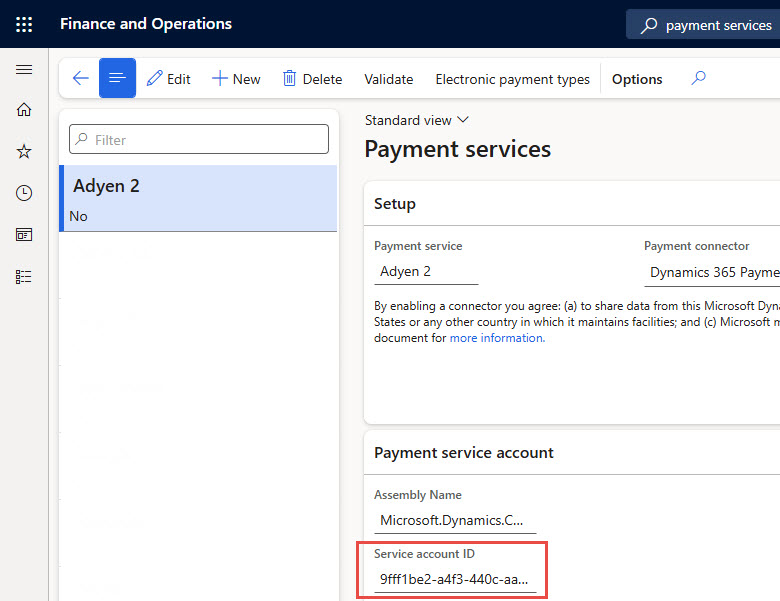 Finance and Operations
payment services
Edit
New
Delete
Validate
Electronic payment types
Options
Filter
Adyen 2
No
Standard view
Payment services
Setup
Payment service
Payment connector
Adyen 2
Dynamics 365 Payme
By enabling a connector you agree: (a) to share data from this Microsoft Dyn
States or any other country in which it maintains facilities; and (c) Microsoft m
document for more information.
Payment service account
Assembly Name
Microsoft.Dynamics.C...
Service account ID
9fff1be2-a4f3-440c-aa...